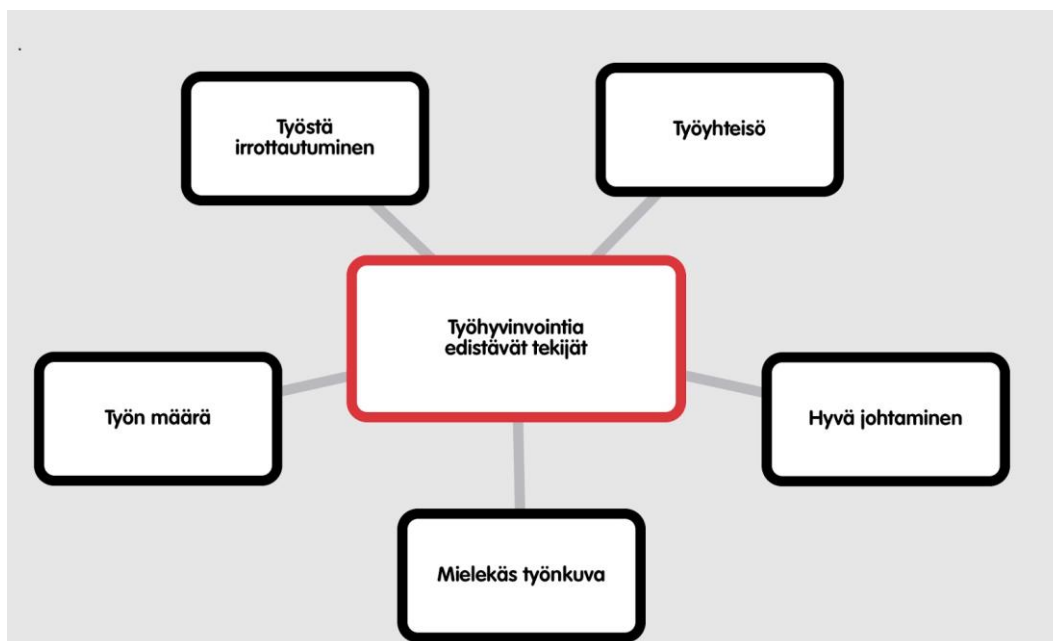 Työstä
irrottautuminen
Työyhteisö
Työhyvinvointia
edistävät tekijät
Työn määrä
Hyvä johtaminen
Mielekäs työnkuva